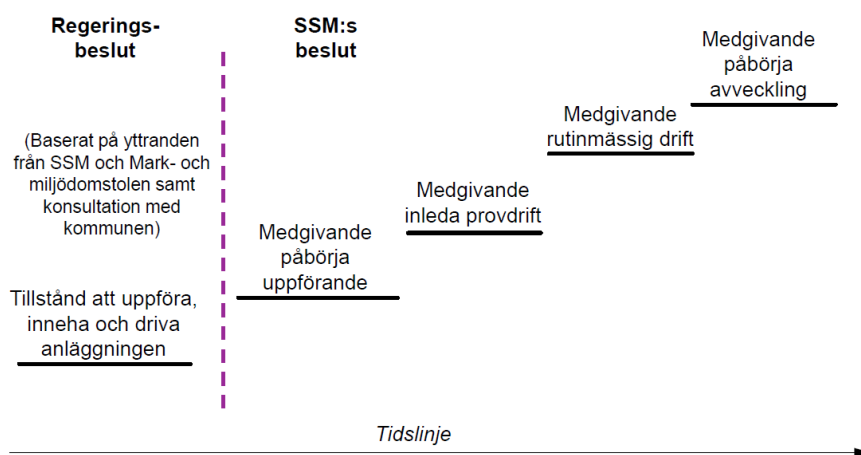 Regerings-
beslut
(Baserat på yttranden
från SSM och Mark- och
miljödomstolen samt
konsultation med
kommunen)
Tillstånd att uppföra,
inneha och driva
anläggningen
SSM:s
beslut
Medgivande
påbörja
uppförande
Medgivande
inleda provdrift
Medgivande
rutinmässig drift
Medgivande
påbörja
avveckling
Tidslinje